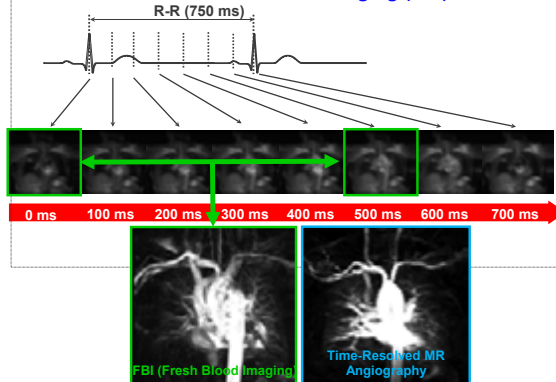 R-R (750 ms)
0 ms 100 ms 200 ms 300 ms 400 ms 500 ms 600 ms 700 ms
FBI (Fresh Blood Imaging)
Time-Resolved MR
Angiography